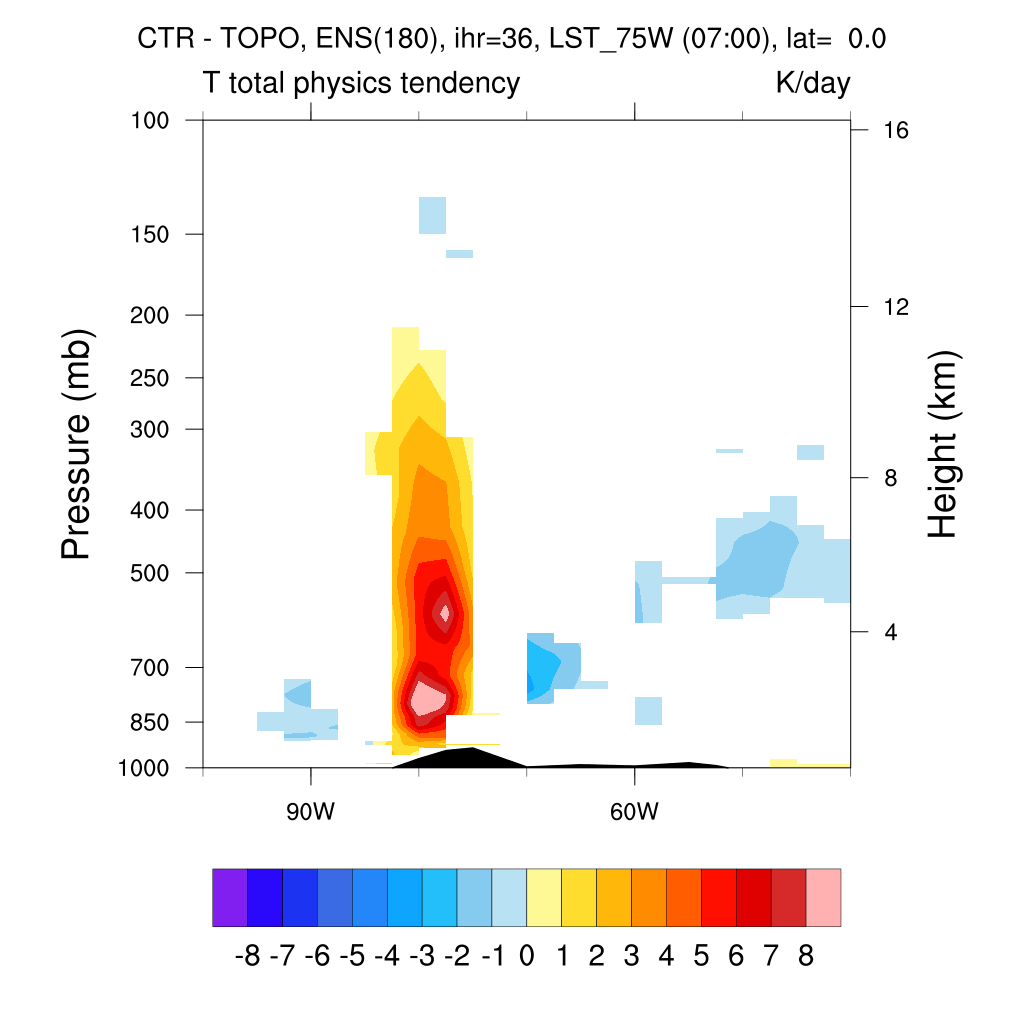 CTR - TOPO, ENS(180), ihr=36, LST_75W (07:00), lat=  0.0
T total physics tendency K/day
100
150
200
250
300
400
500
700
850
1000
Pressure (mb)
16
12
8
4
Height (km)
90W 60W
-8 -7 -6 -5 -4 -3 -2 -1 0 1 2 3 4 5 6 7 8